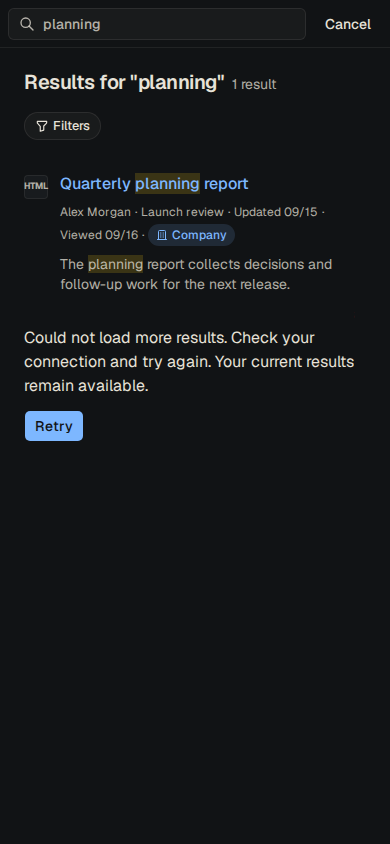 planning
Cancel
Results for "planning" 1 result
Filters
HTML
Quarterly planning report
Alex Morgan · Launch review · Updated 09/15 ·
Viewed 09/16 · Company
The planning report collects decisions and
follow-up work for the next release.
Could not load more results. Check your
connection and try again. Your current results
remain available.
Retry